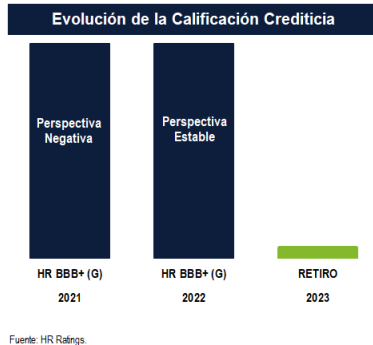 Evolución de la Calificación Crediticia
Perspectiva
Negativa
Perspectiva
Estable
HR BBB+ (G)
HR BBB+ (G)
RETIRO
2021
2022
2023
Fuente: HR Ratings.